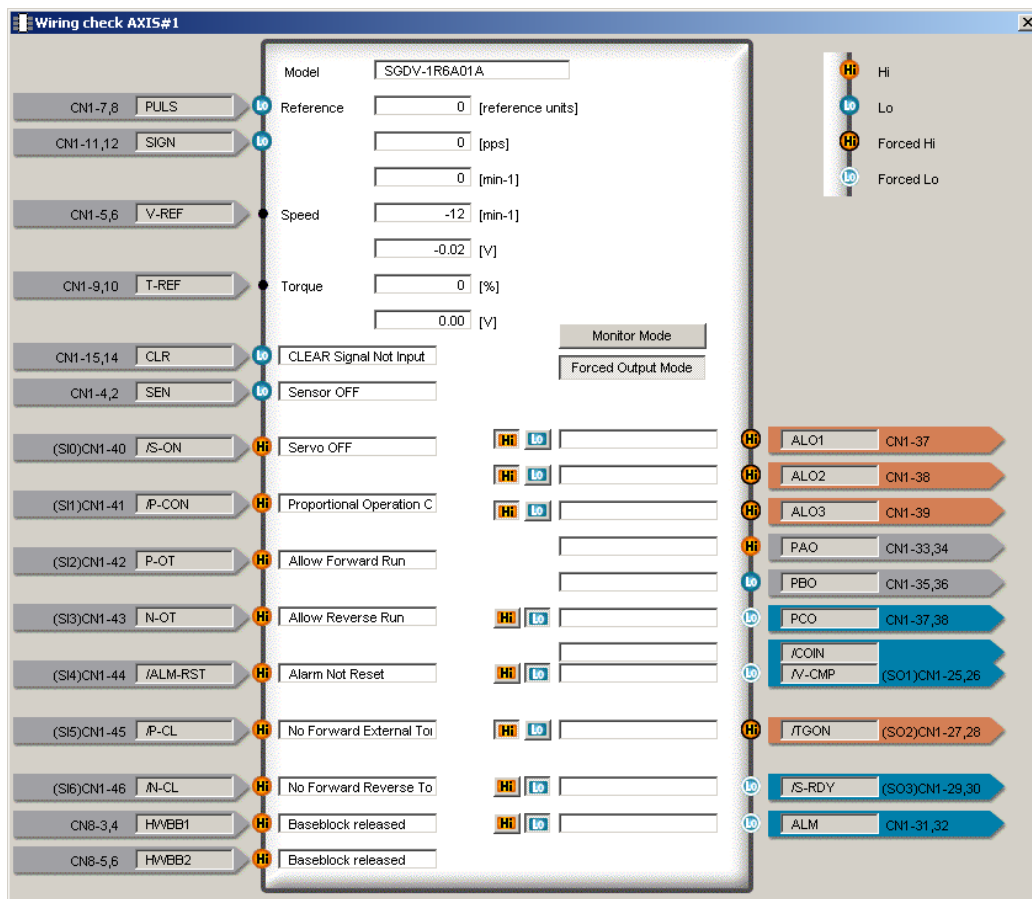 Wiring check AXIS#1
Model SGDV-1R6A01A
Hi Hi
CN1-7,8 PULS Lo Reference 0 [reference units]
Lo Lo
CN1-11,12 SIGN Lo 0 [pps]
Hi Forced Hi
0 [min-1]
Lo Forced Lo
CN1-5,6 V-REF Speed -12 [min-1]
-0.02 [V]
CN1-9,10 T-REF Torque 0 [%]
0.00 [V]
Monitor Mode
CN1-15,14 CLR Lo CLEAR Signal Not Input
Forced Output Mode
CN1-4,2 SEN Lo Sensor OFF
(SI0)CN1-40 /S-ON Hi Servo OFF Hi Lo Hi ALO1 CN1-37
Hi Lo Hi ALO2 CN1-38
(SI1)CN1-41 /P-CON Hi Proportional Operation C Hi Lo Hi ALO3 CN1-39
Hi PAO CN1-33,34
(SI2)CN1-42 P-OT Hi Allow Forward Run
Lo PBO CN1-35,36
(SI3)CN1-43 N-OT Hi Allow Reverse Run Hi Lo Lo PCO CN1-37,38
/COIN
(SI4)CN1-44 /ALM-RST Hi Alarm Not Reset Hi Lo Lo /V-CMP (SO1)CN1-25,26
(SI5)CN1-45 /P-CL Hi No Forward External Tor Hi Lo Hi /TGON (SO2)CN1-27,28
(SI6)CN1-46 /N-CL Hi No Forward Reverse To Hi Lo Lo /S-RDY (SO3)CN1-29,30
CN8-3,4 HWBB1 Hi Baseblock released Hi Lo Lo ALM CN1-31,32
CN8-5,6 HWBB2 Hi Baseblock released